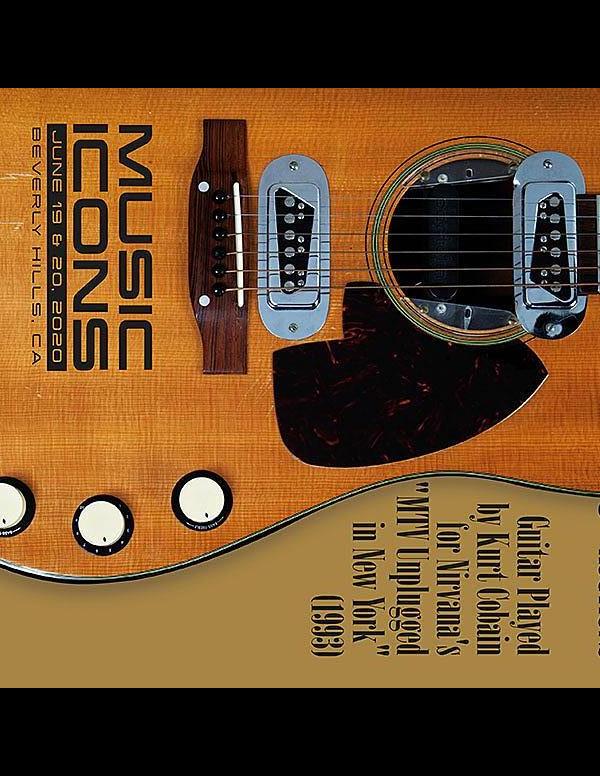 MUSIC
ICONS
JUNE 19 & 20, 2020
BEVERLY HILLS, CA
Guitar Played
by Kurt Cobain
for Nirvana's
"MTV Unplugged
in New York"
(1993)